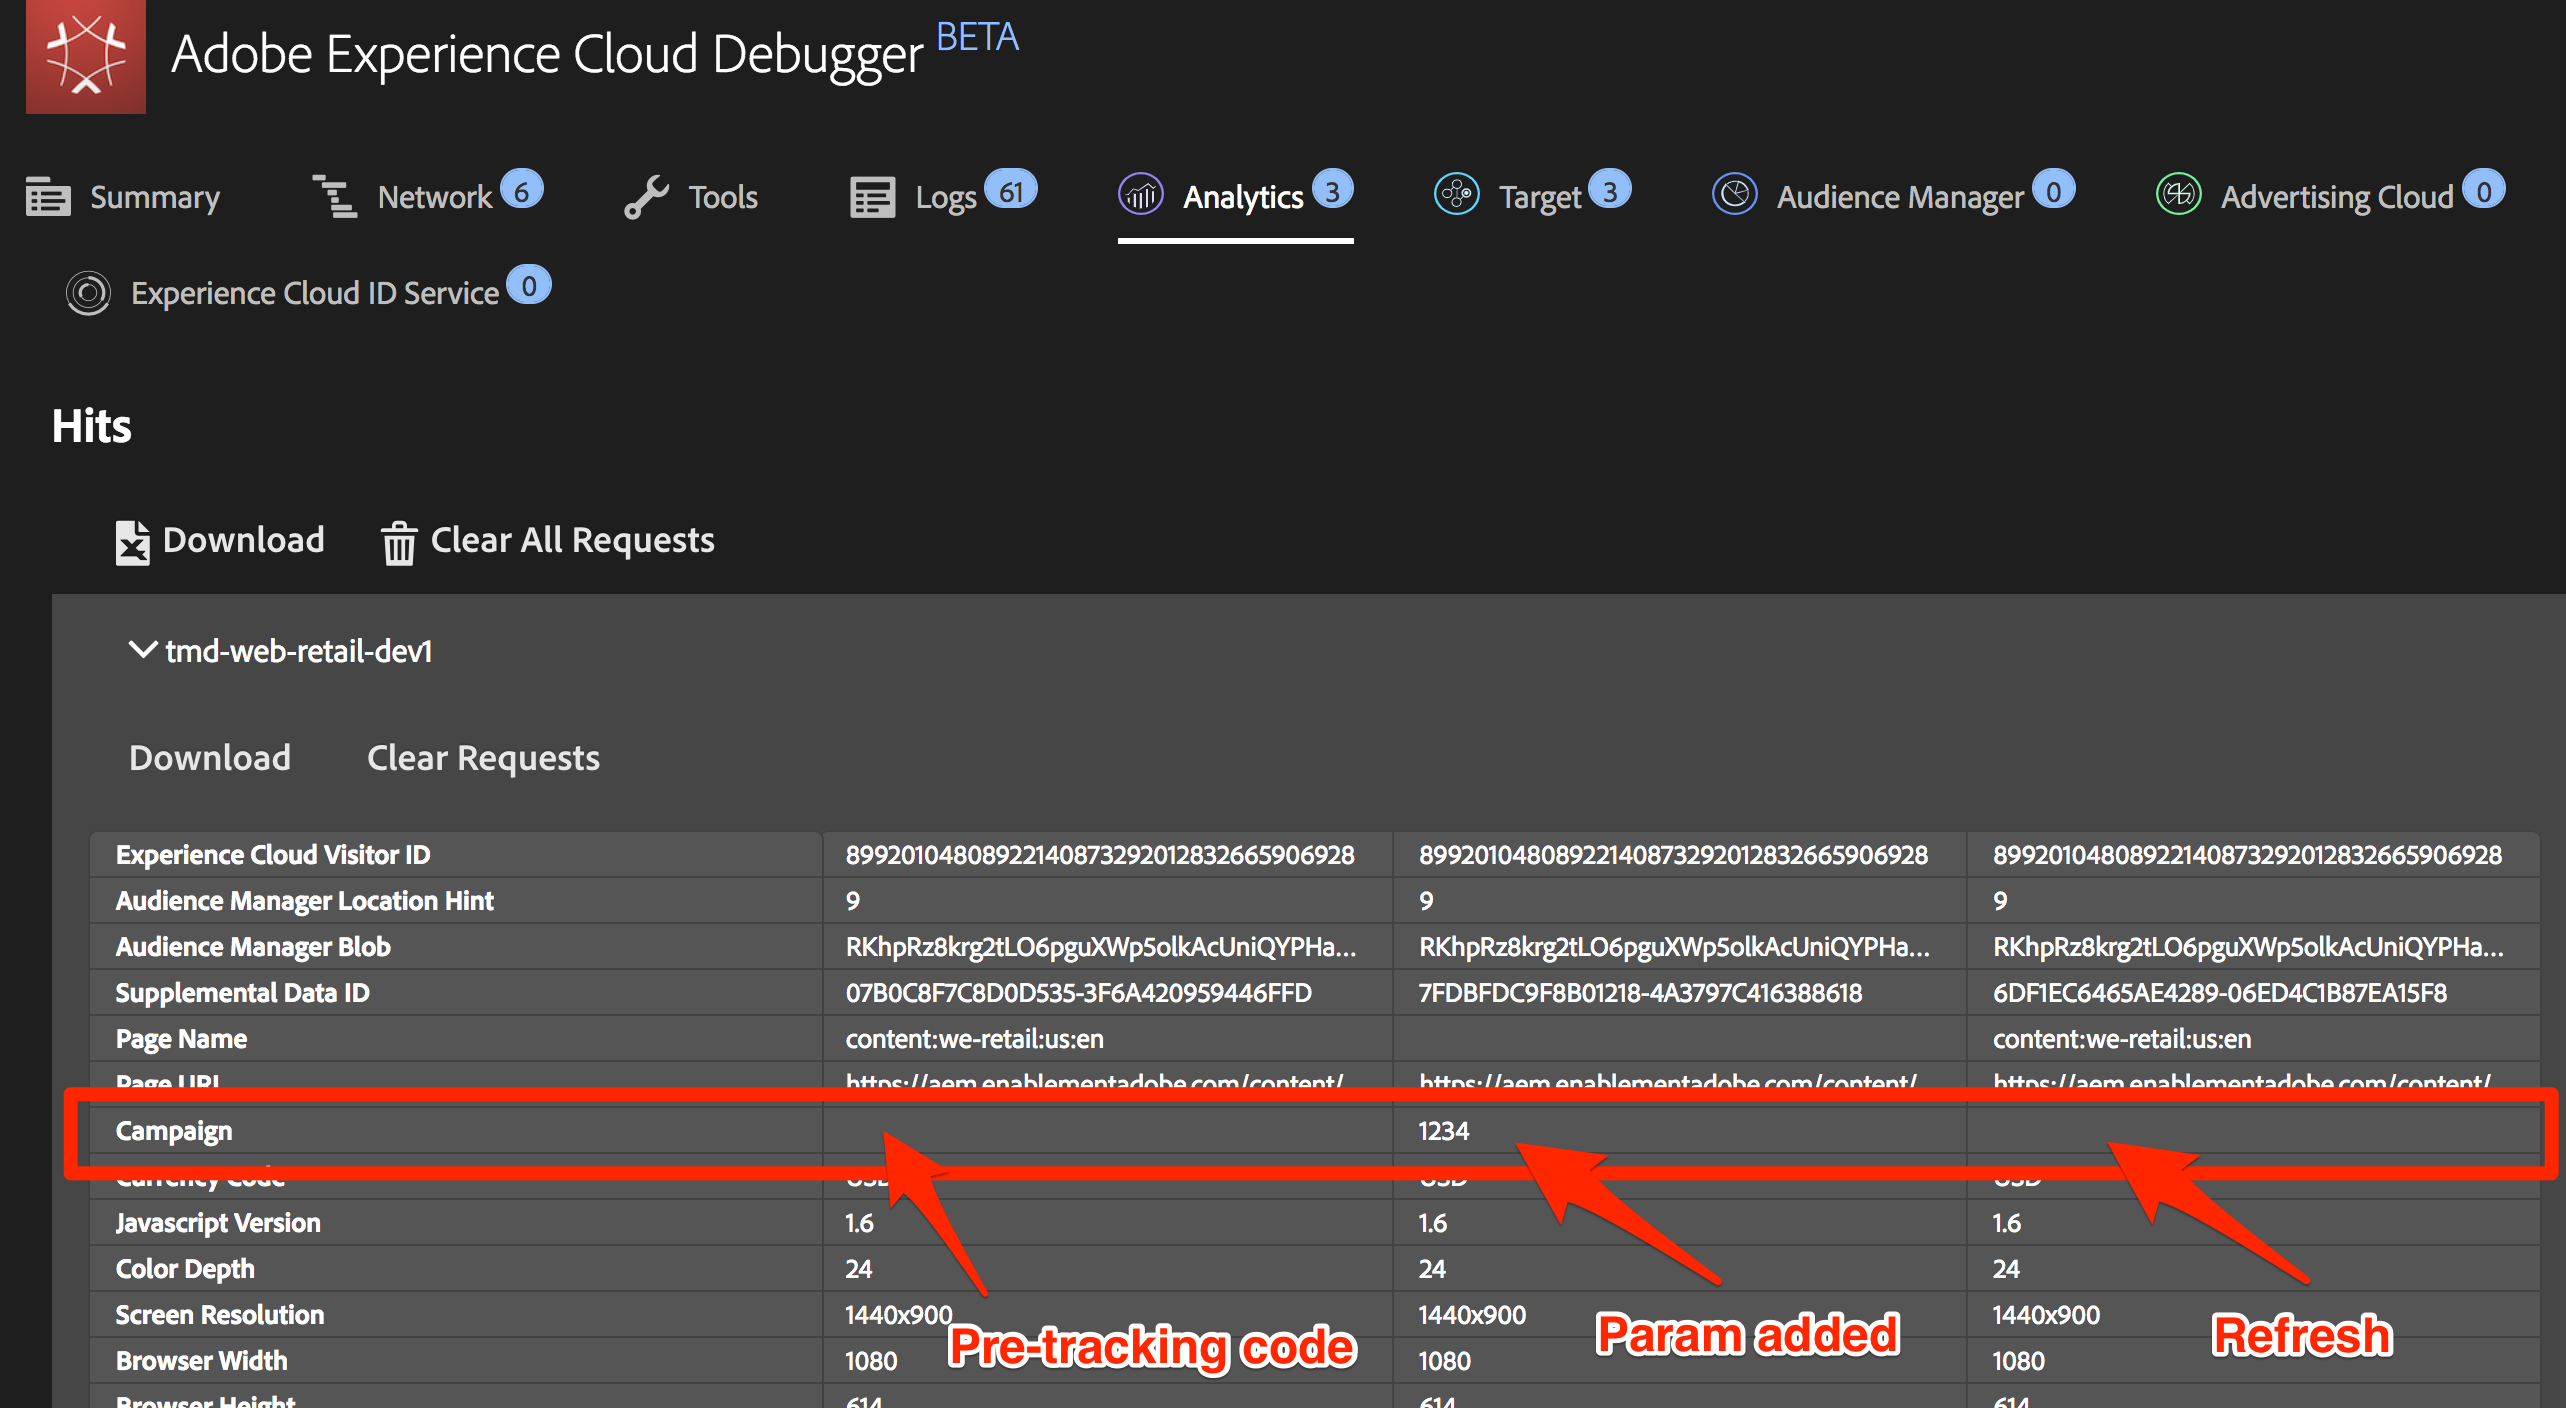 Adobe Experience Cloud Debugger BETA
Summary Network 6 Tools Logs 61 Analytics 3 Target 3 Audience Manager 0 Advertising Cloud 0
Experience Cloud ID Service 0
Hits
Download Clear All Requests
tmd-web-retail-dev1
Download Clear Requests
Experience Cloud Visitor ID 89920104808922140873292012832665906928 89920104808922140873292012832665906928 89920104808922140873292012832665906928
Audience Manager Location Hint 9 9 9
Audience Manager Blob RKhpRz8krg2tLO6pguXWp5olkAcUniQYPHa... RKhpRz8krg2tLO6pguXWp5olkAcUniQYPHa... RKhpRz8krg2tLO6pguXWp5olkAcUniQYPHa...
Supplemental Data ID 07B0C8F7C8D0D535-3F6A420959446FFD 7FDBFDC9F8B01218-4A3797C416388618 6DF1EC6465AE4289-06ED4C1B87EA15F8
Page Name content:we-retail:us:en content:we-retail:us:en
Page URL https://aem.enablementadobe.com/content/ https://aem.enablementadobe.com/content/ https://aem.enablementadobe.com/content/
Campaign 1234
Currency Code USD USD USD
Javascript Version 1.6 1.6 1.6
Color Depth 24 24 24
Screen Resolution 1440x900 1440x900 1440x900
Pre-tracking code Param added Refresh
Browser Width 1080 1080 1080
Browser Height 614 614 614